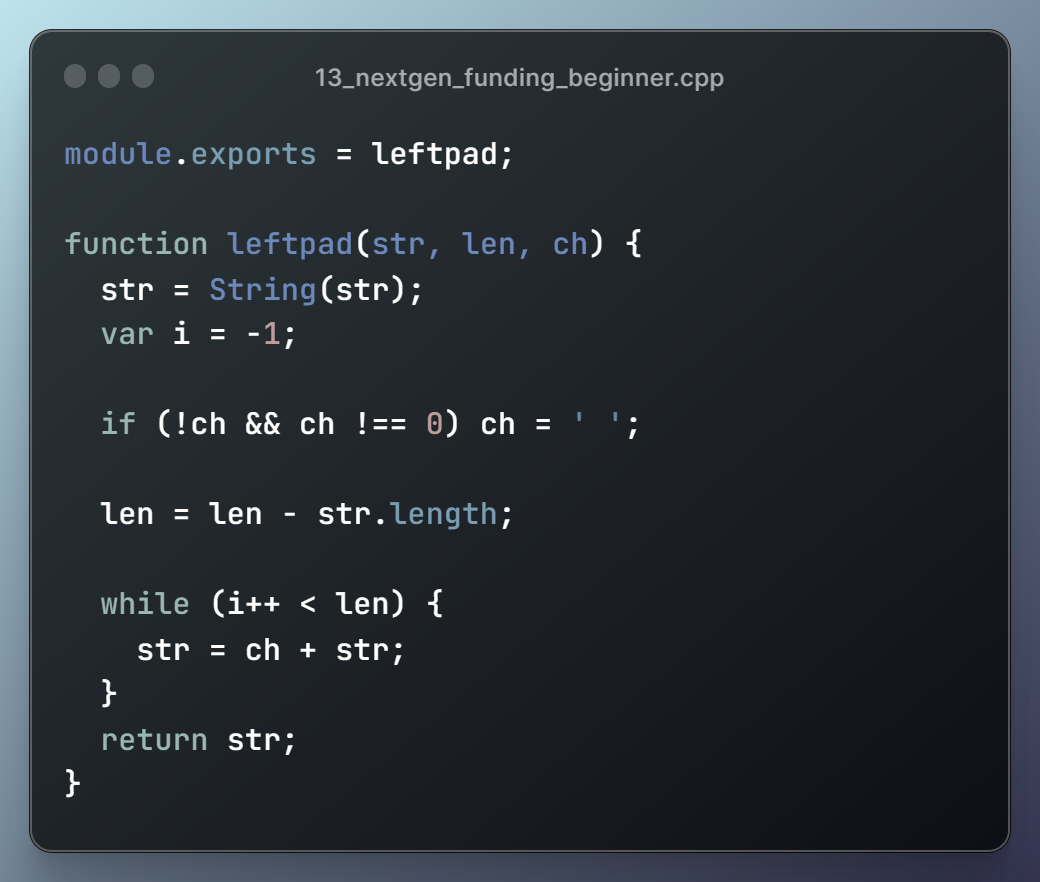 13_nextgen_funding_beginner.cpp
module.exports = leftpad;
function leftpad(str, len, ch) {
  str = String(str);
  var i = -1;
  if (!ch && ch !== 0) ch = ' ';
  len = len - str.length;
  while (i++ < len) {
    str = ch + str;
  }
  return str;
}